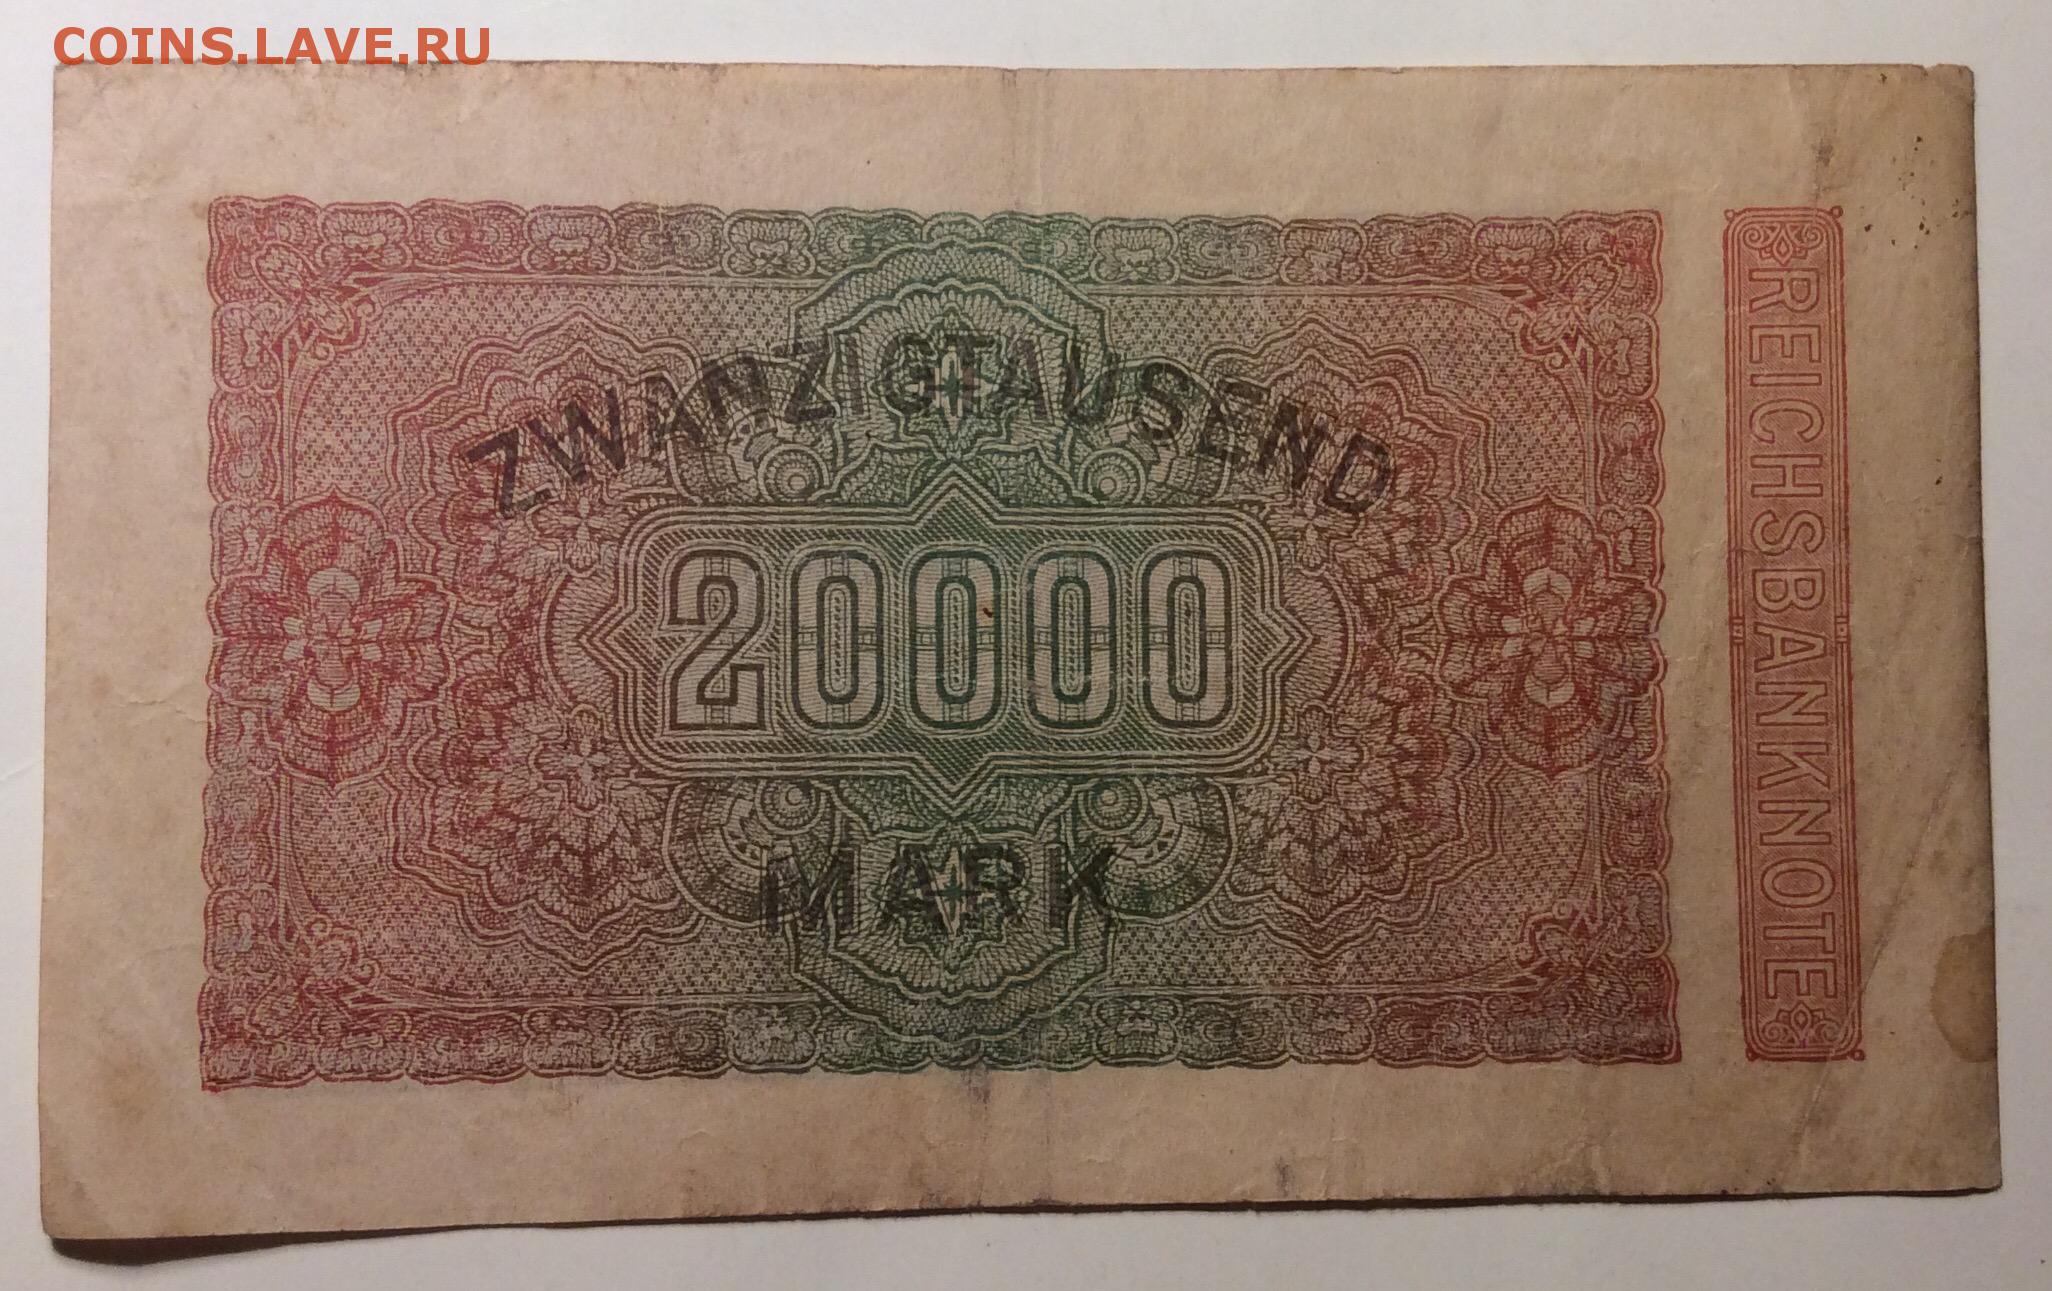 COINS.LAVE.RU
ZWANZIGTAUSEND
20000
MARK
REICHSBANKNOTE